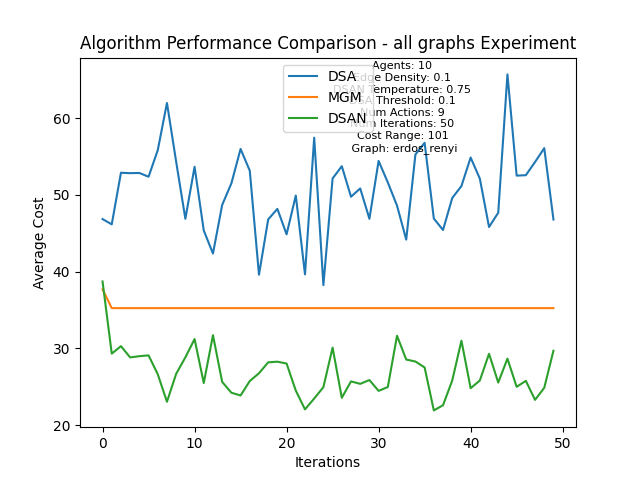 Algorithm Performance Comparison - all graphs Experiment
Agents: 10
Edge Density: 0.1
DSAN Temperature: 0.75
DSA Threshold: 0.1
Num Actions: 9
Num Iterations: 50
Cost Range: 101
Graph: erdos_renyi
DSA
MGM
DSAN
Average Cost
60
50
40
30
20
0
10
20
30
40
50
Iterations